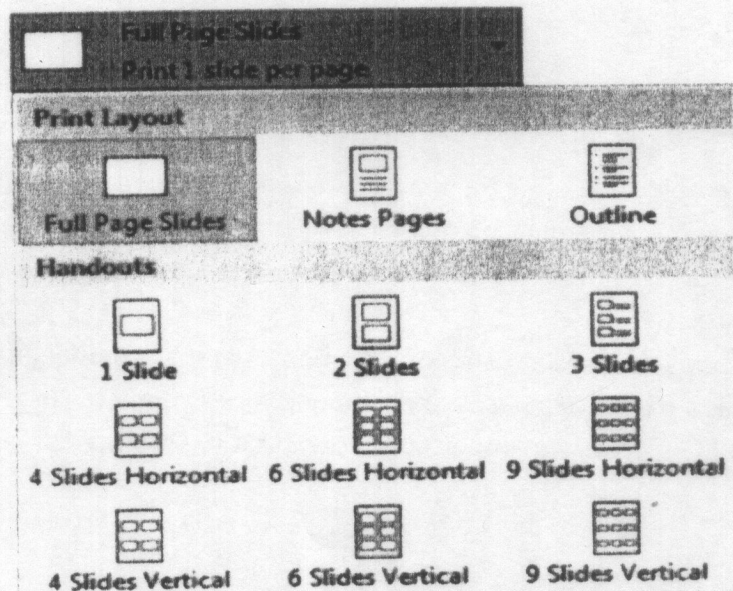 Full Page Slides
Print 1 slide per page
Print Layout
Full Page Slides
Notes Pages
Outline
Handouts
1 Slide
2 Slides
3 Slides
4 Slides Horizontal
6 Slides Horizontal
9 Slides Horizontal
4 Slides Vertical
6 Slides Vertical
9 Slides Vertical